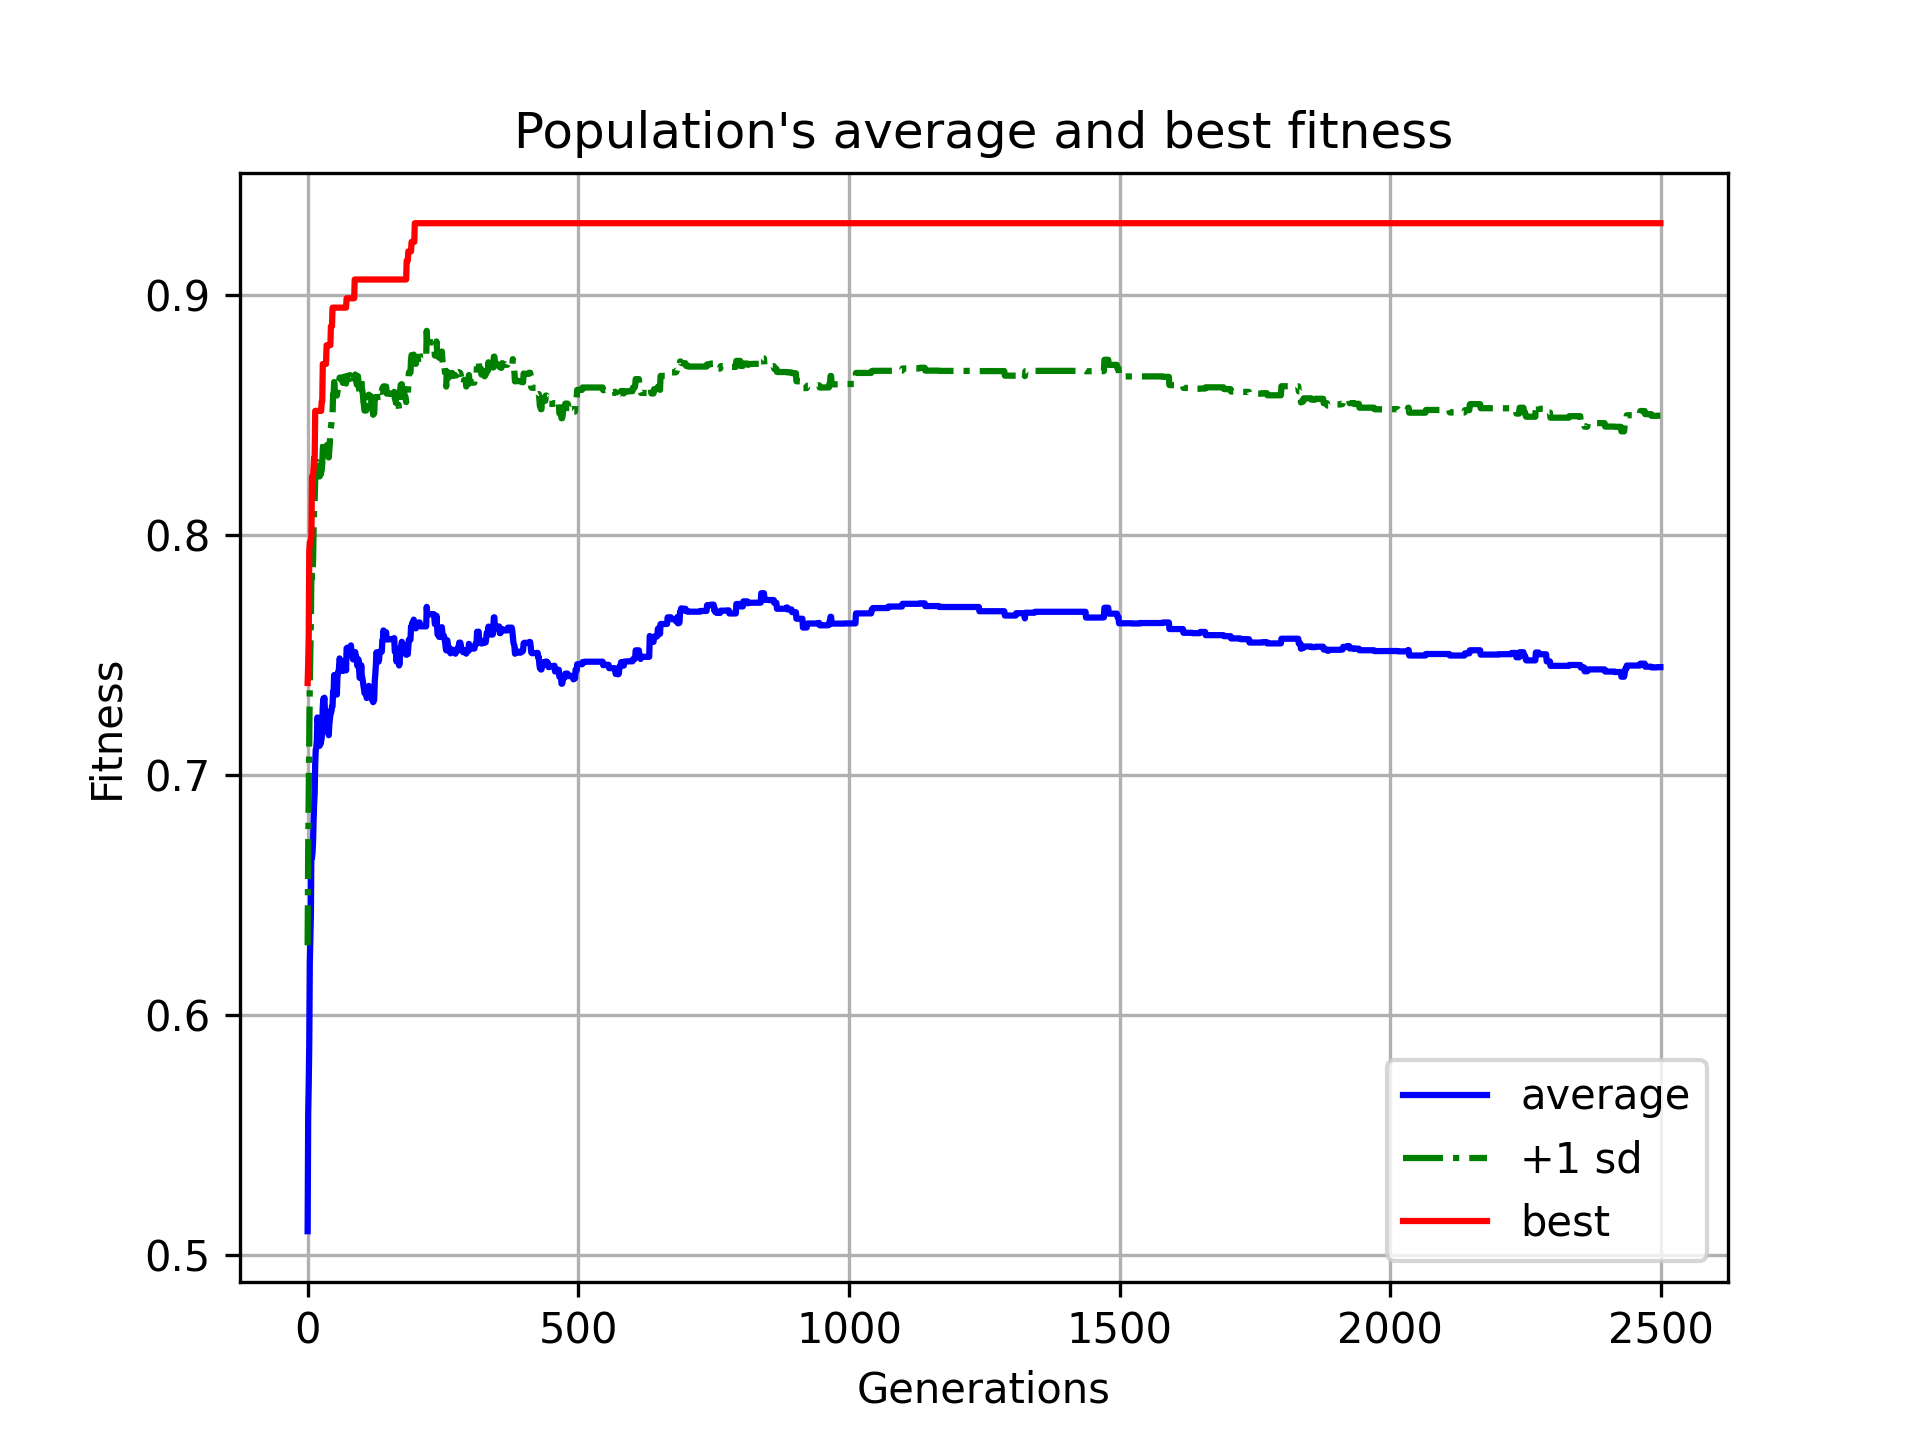 Population's average and best fitness
Fitness
0.9
0.8
0.7
0.6
0.5
0 500 1000 1500 2000 2500
Generations
average
+1 sd
best